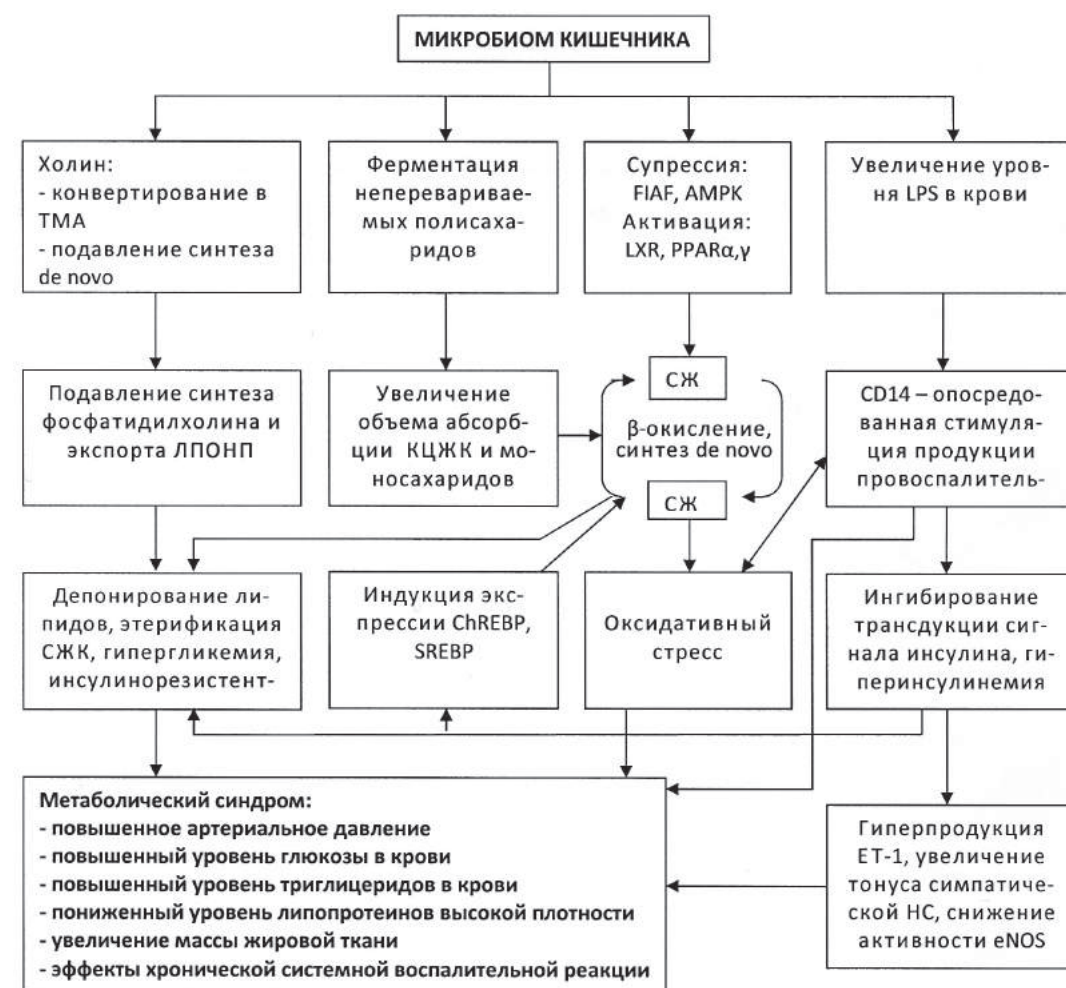 МИКРОБИОМ КИШЕЧНИКА
Холин:
- конвертирование в
ТМА
- подавление синтеза
de novo
Ферментация
неперевариваe-
мых полисаха-
ридов
Супрессия:
FIAF, AMPK
Активация:
LXR, PPARα,γ
Увеличение уров-
ня LPS в крови
Подавление синтеза
фосфатидилхолина и
экспорта ЛПОНП
Увеличение
объема абсорб-
ции КЦЖК и мо-
носахаридов
СЖ
β-окисление,
синтез de novo
СЖ
CD14 – опосредо-
ванная стимуля-
ция продукции
провоспалитель-
Депонирование ли-
пидов, этерификация
СЖК, гипергликемия,
инсулинорезистент-
Индукция экс-
прессии ChREBP,
SREBP
Оксидативный
стресс
Ингибирование
трансдукции сиг-
нала инсулина, ги-
перинсулинемия
Метаболический синдром:
- повышенное артериальное давление
- повышенный уровень глюкозы в крови
- повышенный уровень триглицеридов в крови
- пониженный уровень липопротеинов высокой плотности
- увеличение массы жировой ткани
- эффекты хронической системной воспалительной реакции
Гиперпродукция
ET-1, увеличение
тонуса симпатиче-
ской НС, снижение
активности eNOS